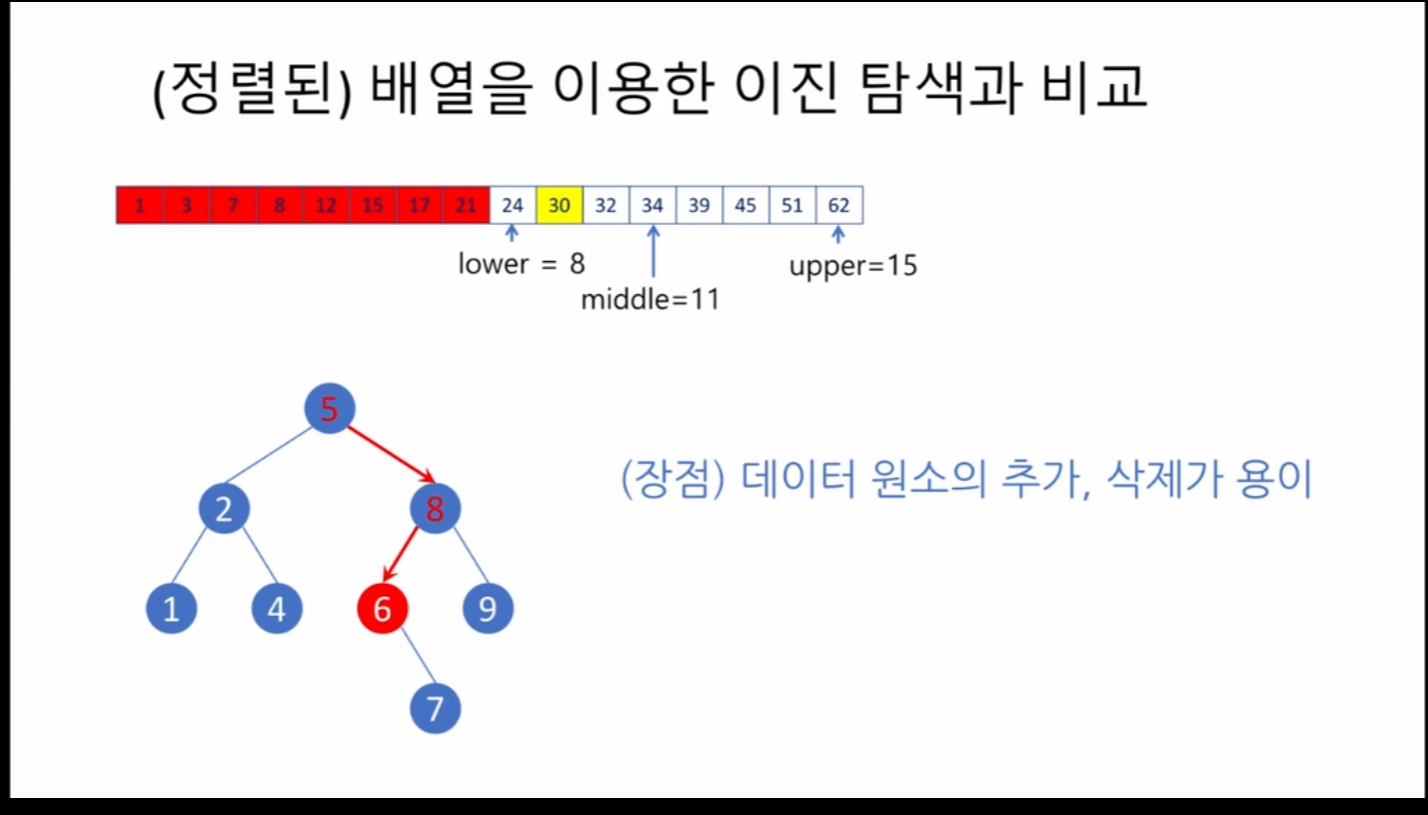 (정렬된) 배열을 이용한 이진 탐색과 비교
1 3 7 8 12 15 17 21 24 30 32 34 39 45 51 62
lower = 8
upper=15
middle=11
5
2 8
(장점) 데이터 원소의 추가, 삭제가 용이
1 4 6 9
7